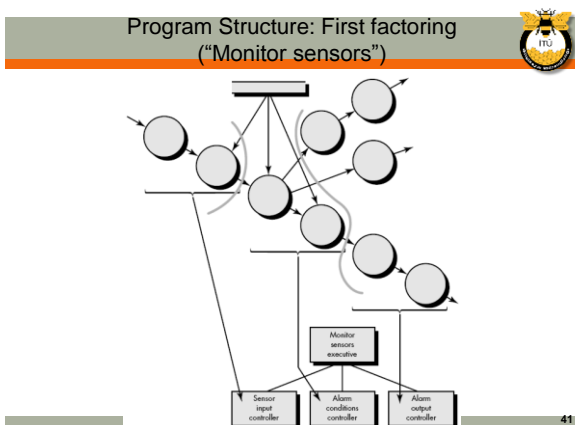 Program Structure: First factoring
("Monitor sensors")
İTÜ
Monitor
sensors
executive
Sensor
input
controller
Alarm
conditions
controller
Alarm
output
controller
41